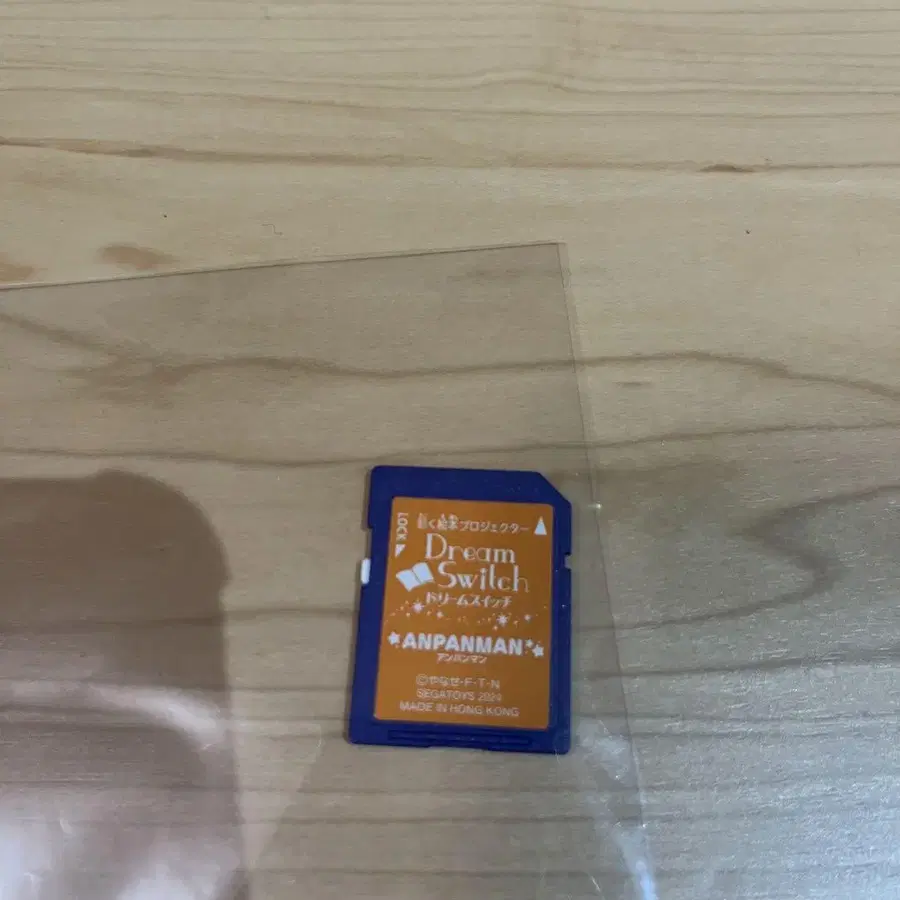 動く絵本プロジェクター
LOCK
Dream
Switch
ドリームスイッチ
ANPANMAN
アンパンマン
©やなせ・F・T・N
SEGATOYS
MADE IN HONG KONG